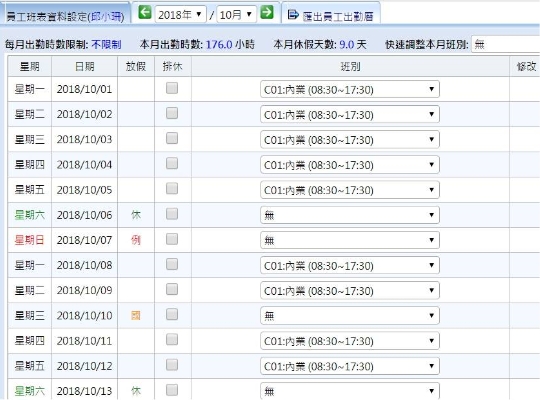 員工班表資料設定(邱小珊) 2018年 / 10月 匯出員工出勤曆
每月出勤時數限制: 不限制 本月出勤時數: 176.0 小時 本月休假天數: 9.0 天 快速調整本月班別: 無
星期 日期 放假 排休 班別 修改
星期一 2018/10/01 C01:內業 (08:30~17:30)
星期二 2018/10/02 C01:內業 (08:30~17:30)
星期三 2018/10/03 C01:內業 (08:30~17:30)
星期四 2018/10/04 C01:內業 (08:30~17:30)
星期五 2018/10/05 C01:內業 (08:30~17:30)
星期六 2018/10/06 休 無
星期日 2018/10/07 例 無
星期一 2018/10/08 C01:內業 (08:30~17:30)
星期二 2018/10/09 C01:內業 (08:30~17:30)
星期三 2018/10/10 國 無
星期四 2018/10/11 C01:內業 (08:30~17:30)
星期五 2018/10/12 C01:內業 (08:30~17:30)
星期六 2018/10/13 休 無